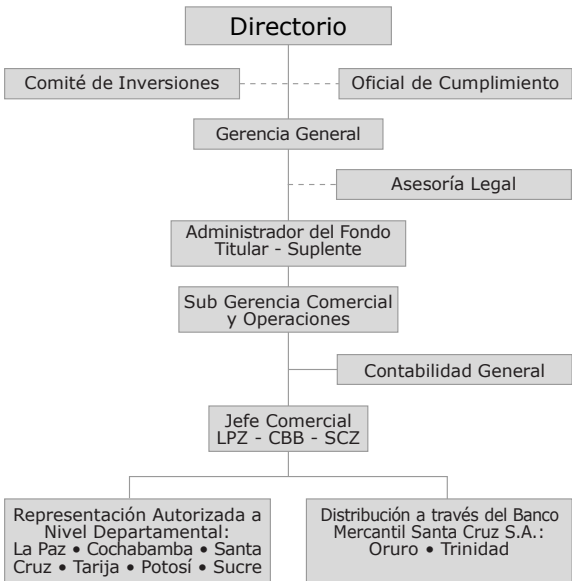 Directorio
Comité de Inversiones
Oficial de Cumplimiento
Gerencia General
Asesoría Legal
Administrador del Fondo
Titular - Suplente
Sub Gerencia Comercial
y Operaciones
Contabilidad General
Jefe Comercial
LPZ - CBB - SCZ
Representación Autorizada a
Nivel Departamental:
La Paz • Cochabamba • Santa
Cruz • Tarija • Potosí • Sucre
Distribución a través del Banco
Mercantil Santa Cruz S.A.:
Oruro • Trinidad